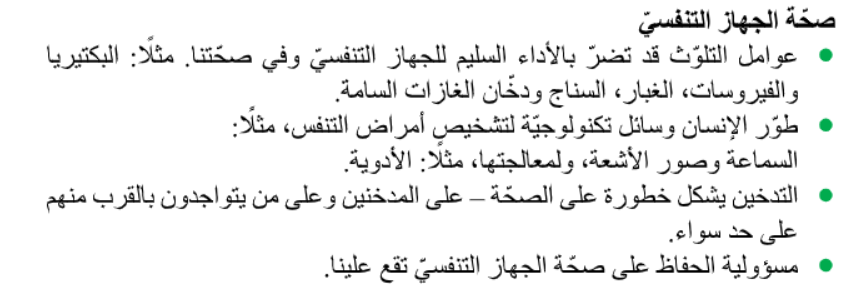 صحّة الجهاز التنفسيّ
● عوامل التلوّث قد تضرّ بالأداء السليم للجهاز التنفسيّ وفي صحّتنا. مثلًا: البكتيريا
والفيروسات، الغبار، السناج ودخّان الغازات السامة.
● طوّر الإنسان وسائل تكنولوجيّة لتشخيص أمراض التنفس، مثلًا:
السماعة وصور الأشعة، ولمعالجتها، مثلًا: الأدوية.
● التدخين يشكل خطورة على الصحّة – على المدخنين وعلى من يتواجدون بالقرب منهم
على حد سواء.
● مسؤولية الحفاظ على صحّة الجهاز التنفسيّ تقع علينا.